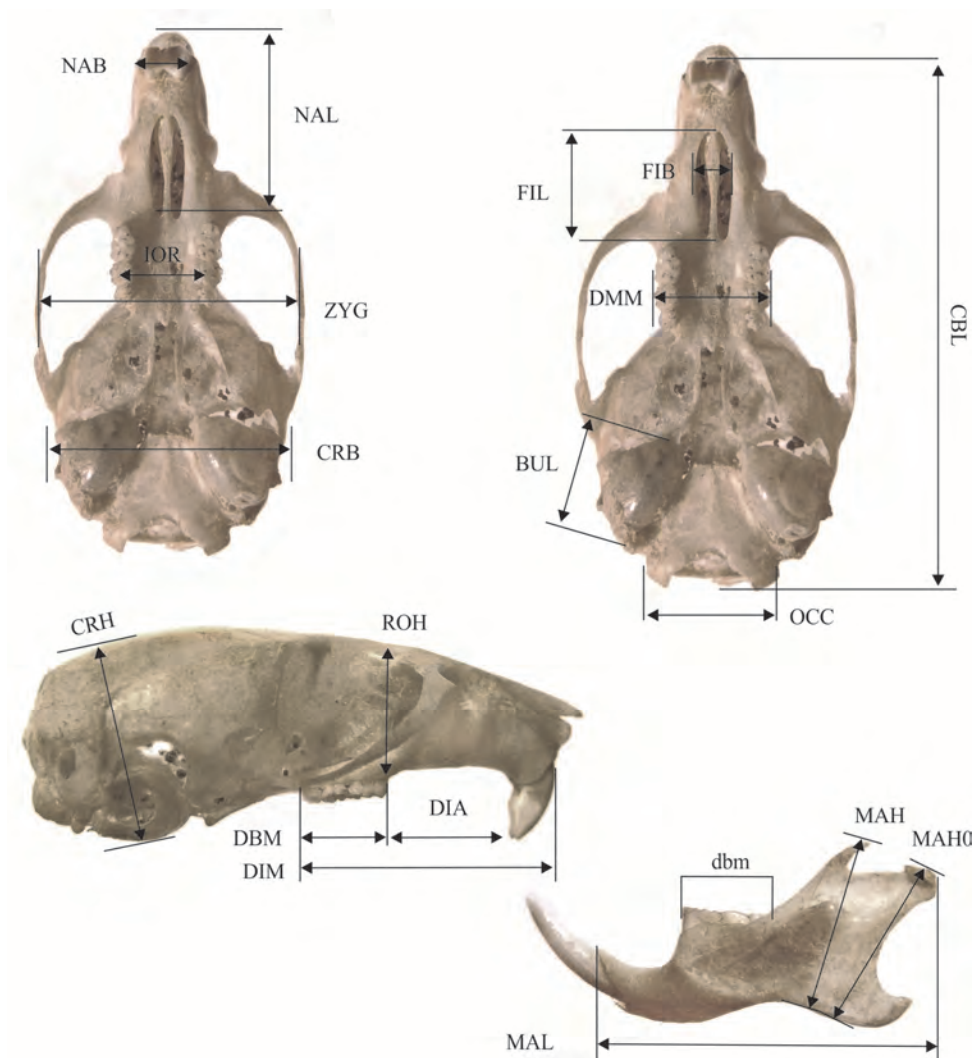 NAB
NAL
IOR
ZYG
CRB
FIL
FIB
DMM
CBL
BUL
OCC
CRH
ROH
DBM
DIA
DIM
dbm
MAH
MAH0
MAL